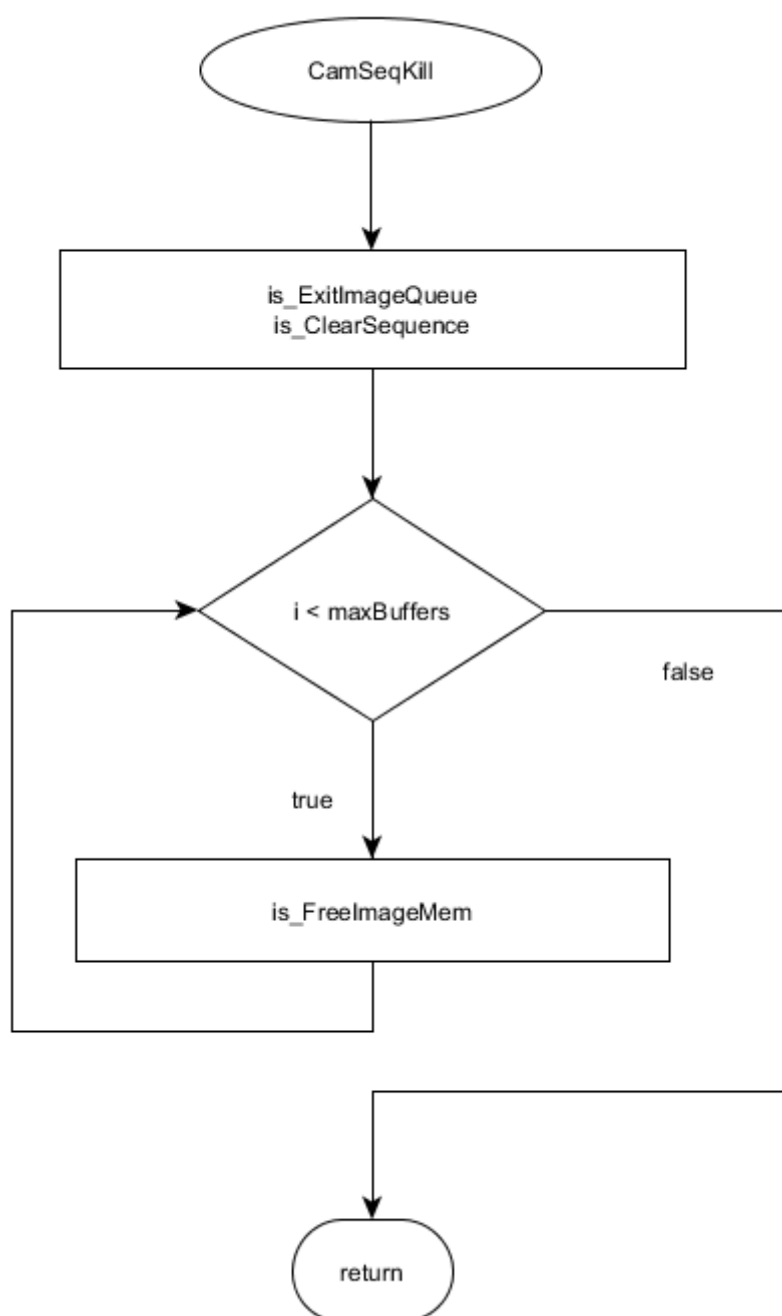 CamSeqKill
is_ExitImageQueue
is_ClearSequence
i < maxBuffers
false
true
is_FreeImageMem
return